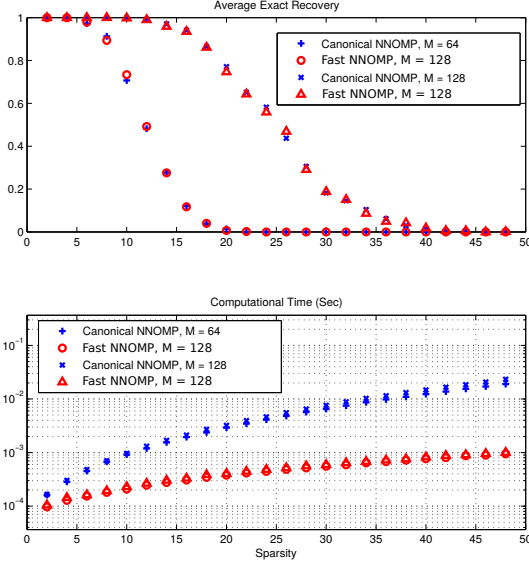 Average Exact Recovery
1
0.8
0.6
0.4
0.2
0
Canonical NNOMP, M = 64
Fast NNOMP, M = 128
Canonical NNOMP, M = 128
Fast NNOMP, M = 128
0 5 10 15 20 25 30 35 40 45 50
Computational Time (Sec)
10^-1
10^-2
10^-3
10^-4
Canonical NNOMP, M = 64
Fast NNOMP, M = 128
Canonical NNOMP, M = 128
Fast NNOMP, M = 128
0 5 10 15 20 25 30 35 40 45 50
Sparsity